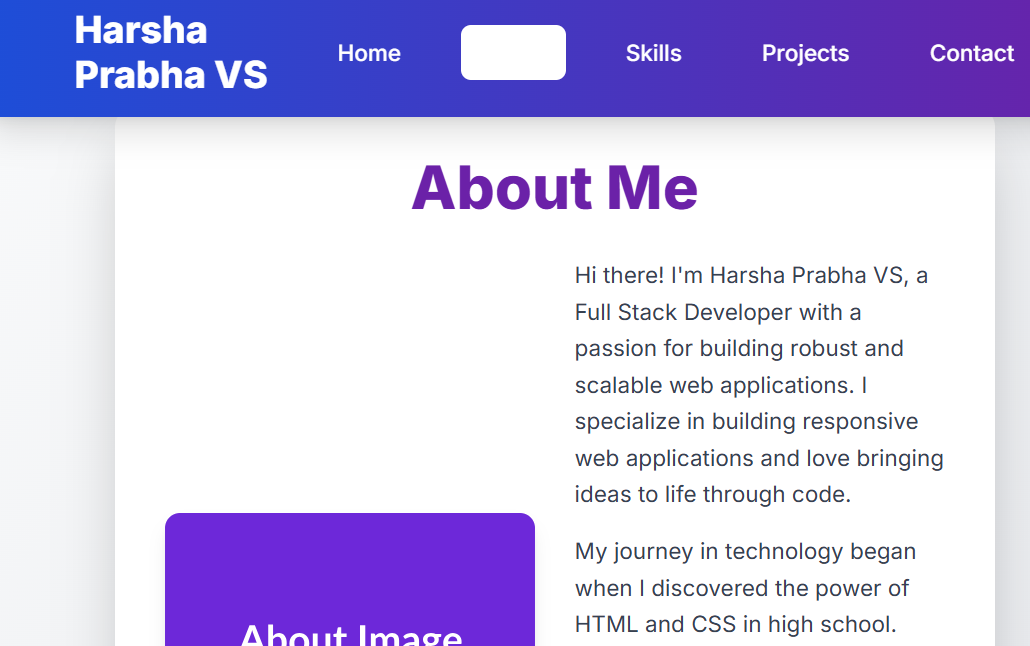 Harsha
Prabha VS
Home
Skills
Projects
Contact
About Me
Hi there! I'm Harsha Prabha VS, a
Full Stack Developer with a
passion for building robust and
scalable web applications. I
specialize in building responsive
web applications and love bringing
ideas to life through code.
My journey in technology began
when I discovered the power of
HTML and CSS in high school.
About Image